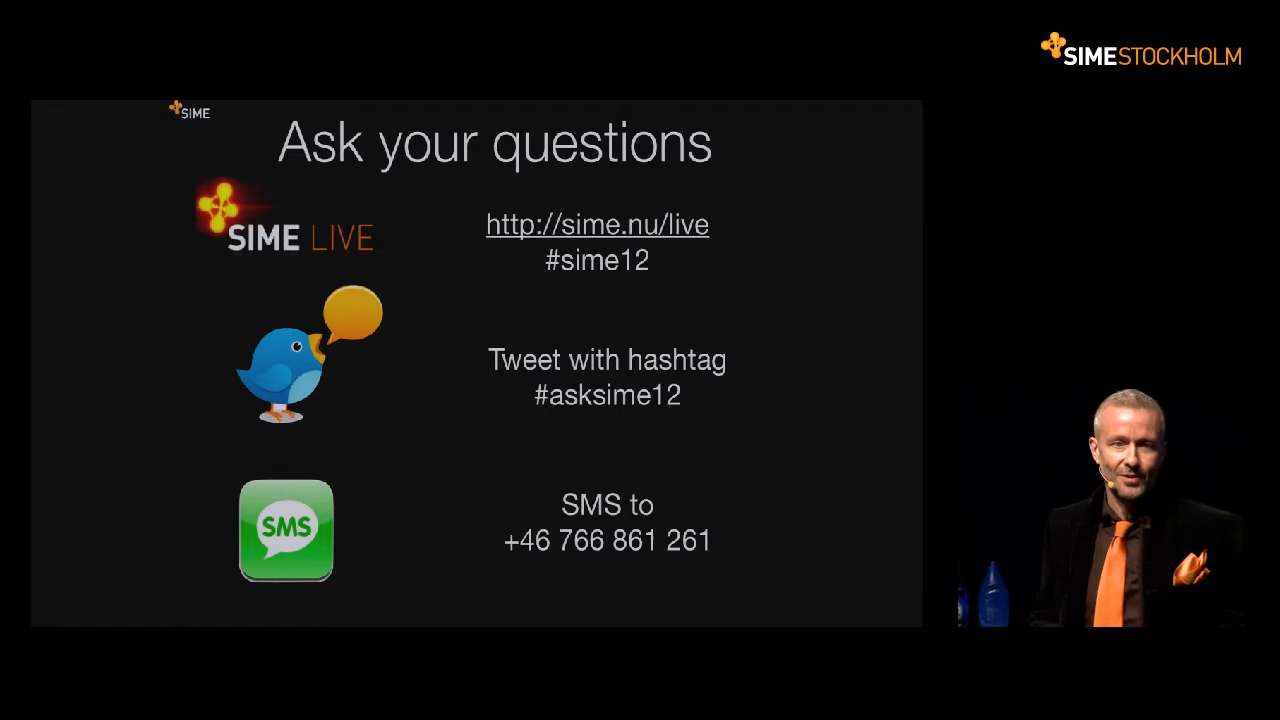 SIMESTOCKHOLM
SIME
Ask your questions
SIME LIVE
http://sime.nu/live
#sime12
Tweet with hashtag
#asksime12
SMS
SMS to
+46 766 861 261